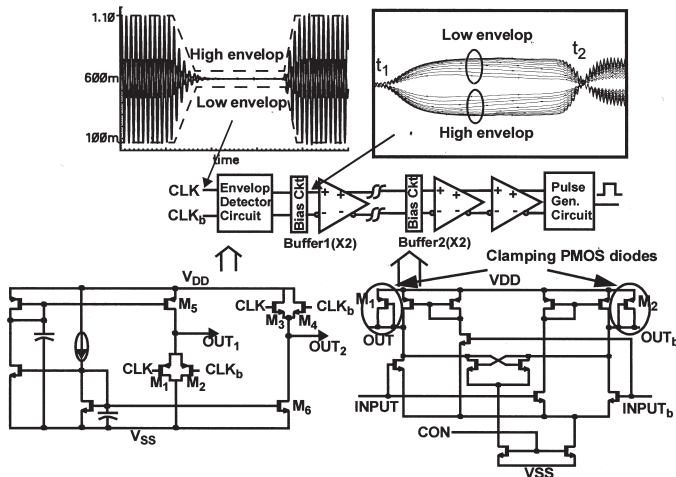 1.10
600m
100m
High envelop
Low envelop
time
t1
t2
Low envelop
High envelop
CLK
CLKb
Envelop
Detector
Circuit
Bias Ckt
+ +
- -
Buffer1(X2)
Bias Ckt
+ +
- -
Buffer2(X2)
+
-
Pulse
Gen.
Circuit
Clamping PMOS diodes
VDD
M5
CLK
CLKb
M3
M4
OUT1
OUT2
CLK
CLKb
M1
M2
M6
VSS
VDD
M1
M2
OUT
OUTb
INPUT
INPUTb
CON
VSS